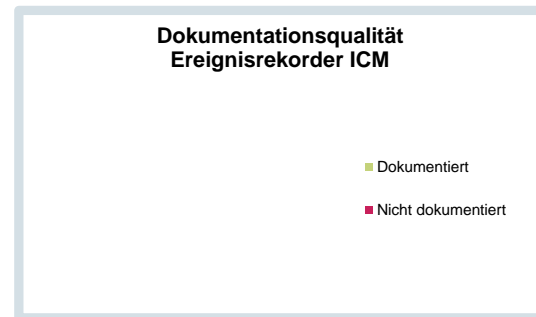 Dokumentationsqualität
Ereignisrekorder ICM
Dokumentiert
Nicht dokumentiert